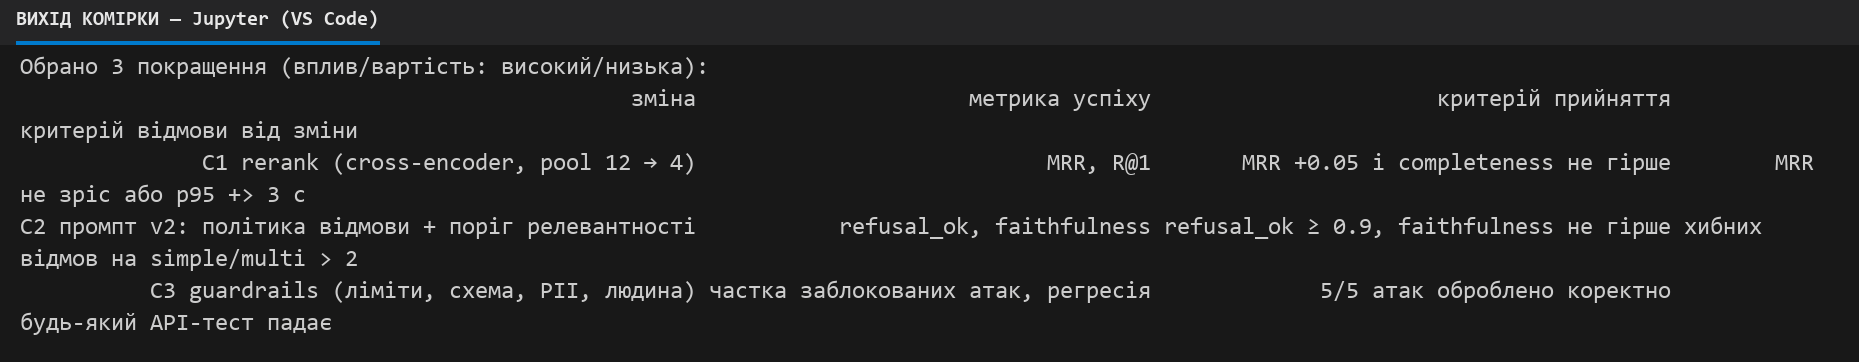 ВИХІД КОМІРКИ — Jupyter (VS Code)
Обрано 3 покращення (вплив/вартість: високий/низька):
зміна метрика успіху критерій прийняття
критерій відмови від зміни
C1 rerank (cross-encoder, pool 12 → 4) MRR, R@1 MRR +0.05 і completeness не гірше MRR
не зріс або p95 +> 3 с
C2 промпт v2: політика відмови + поріг релевантності refusal_ok, faithfulness refusal_ok ≥ 0.9, faithfulness не гірше хибних
відмов на simple/multi > 2
C3 guardrails (ліміти, схема, PII, людина) частка заблокованих атак, регресія 5/5 атак оброблено коректно
будь-який API-тест падає